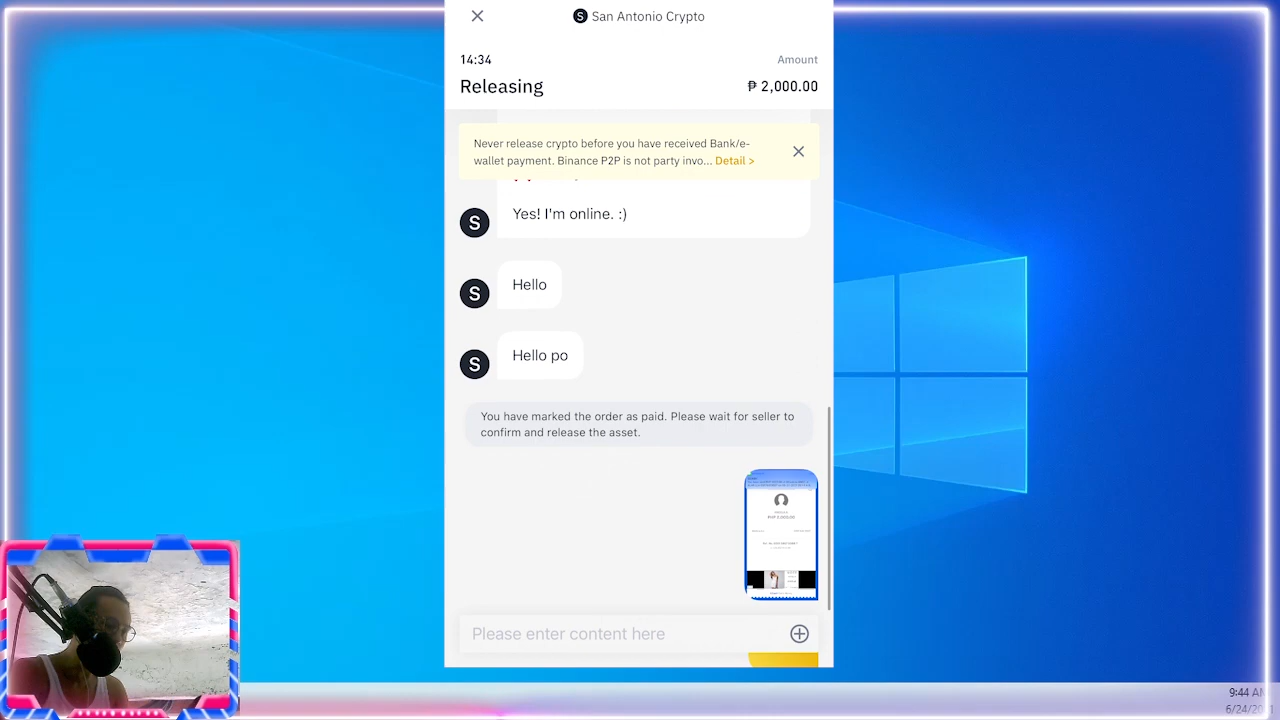 S San Antonio Crypto
14:34
Amount
Releasing
₱ 2,000.00
Never release crypto before you have received Bank/e-
wallet payment. Binance P2P is not party invo... Detail >
Yes! I'm online. :)
S
Hello
S
Hello po
S
You have marked the order as paid. Please wait for seller to
confirm and release the asset.
Please enter content here
9:44 AM